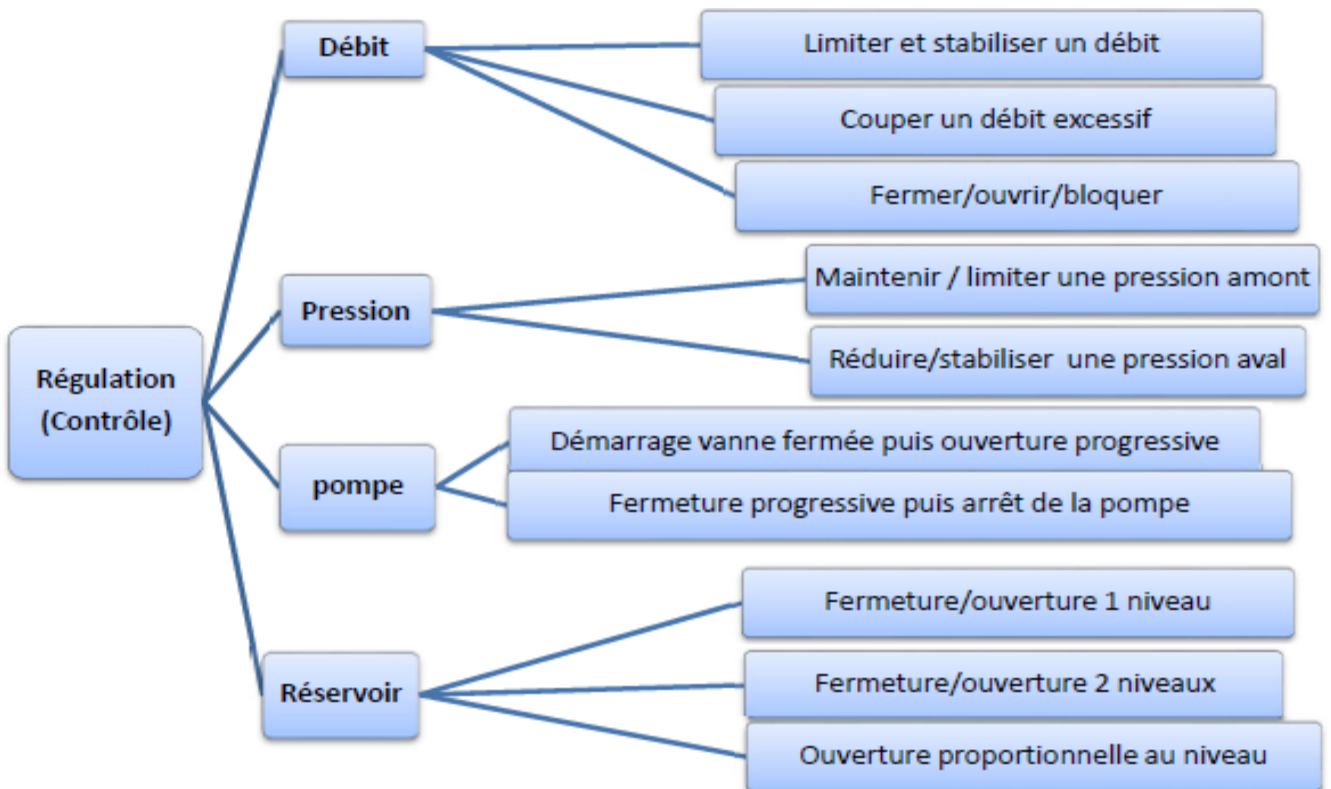 Régulation
(Contrôle)
Débit
Limiter et stabiliser un débit
Couper un débit excessif
Fermer/ouvrir/bloquer
Pression
Maintenir / limiter une pression amont
Réduire/stabiliser une pression aval
pompe
Démarrage vanne fermée puis ouverture progressive
Fermeture progressive puis arrêt de la pompe
Réservoir
Fermeture/ouverture 1 niveau
Fermeture/ouverture 2 niveaux
Ouverture proportionnelle au niveau